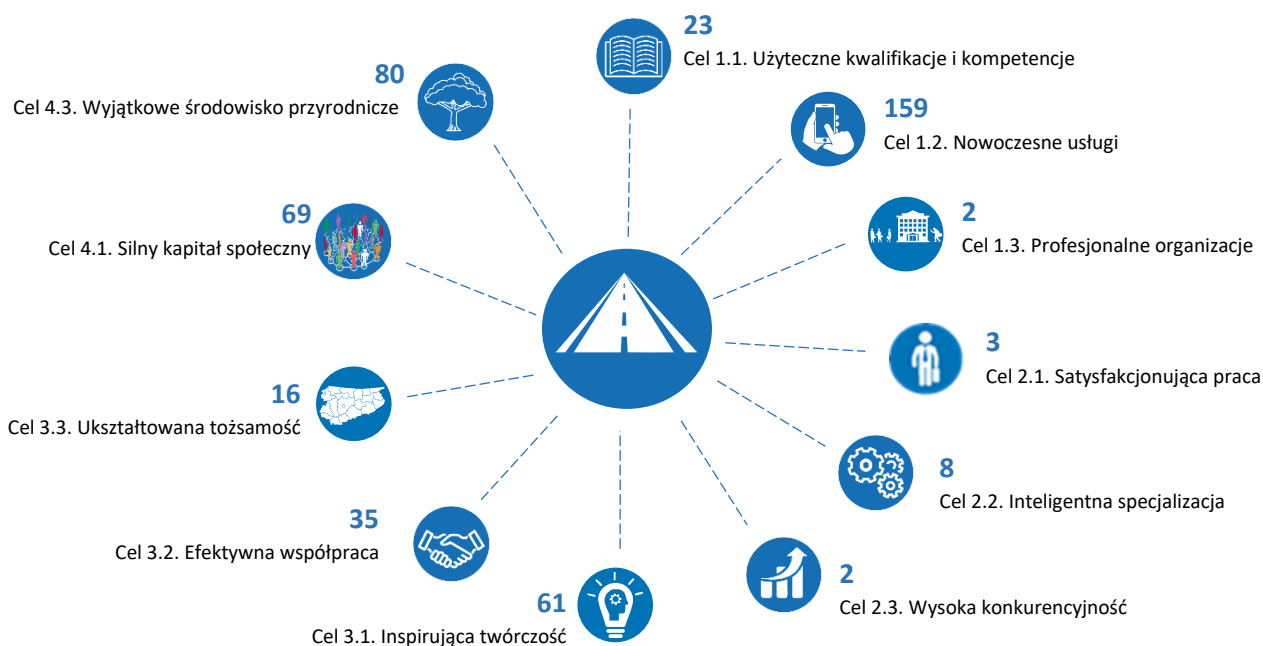 23
Cel 1.1. Użyteczne kwalifikacje i kompetencje
159
Cel 1.2. Nowoczesne usługi
2
Cel 1.3. Profesjonalne organizacje
3
Cel 2.1. Satysfakcjonująca praca
8
Cel 2.2. Inteligentna specjalizacja
2
Cel 2.3. Wysoka konkurencyjność
61
Cel 3.1. Inspirująca twórczość
35
Cel 3.2. Efektywna współpraca
16
Cel 3.3. Ukształtowana tożsamość
69
Cel 4.1. Silny kapitał społeczny
80
Cel 4.3. Wyjątkowe środowisko przyrodnicze